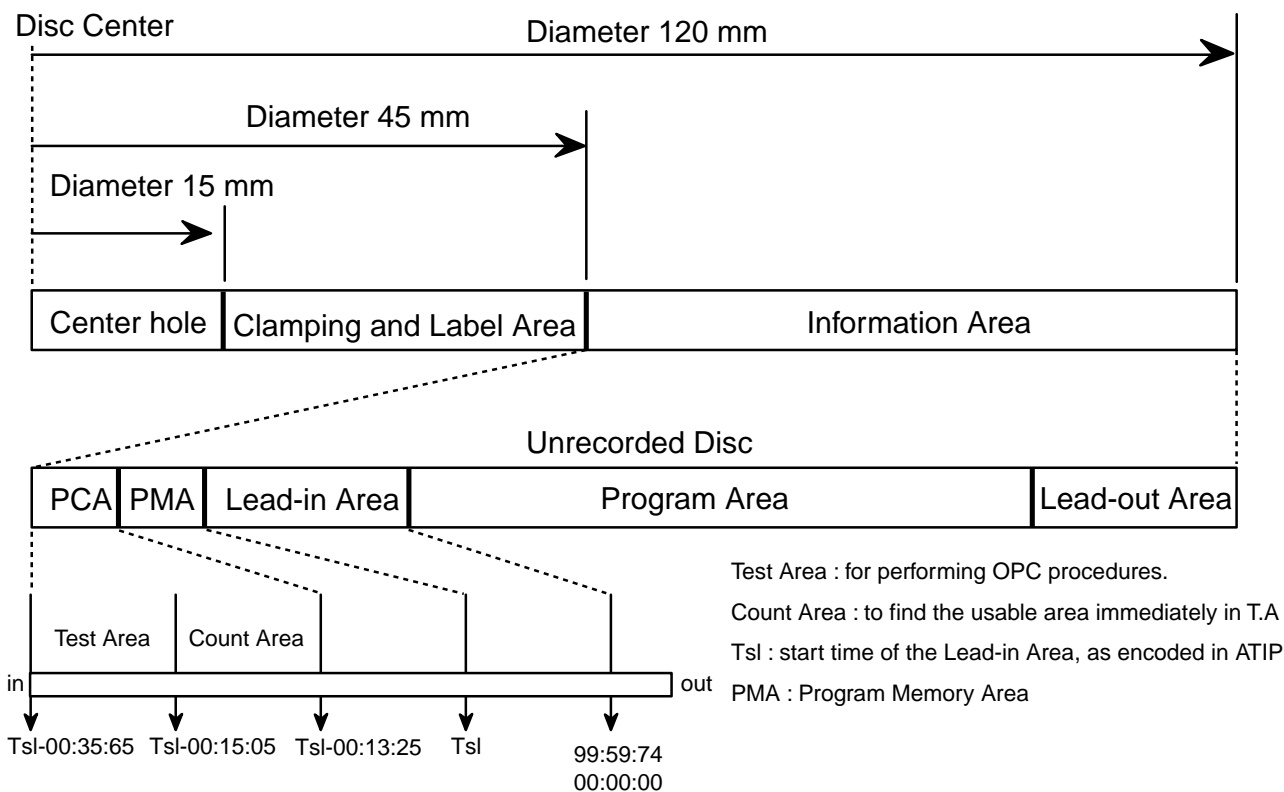 Disc Center
Diameter 120 mm
Diameter 45 mm
Diameter 15 mm
Center hole
Clamping and Label Area
Information Area
Unrecorded Disc
PCA
PMA
Lead-in Area
Program Area
Lead-out Area
Test Area
Count Area
in
out
Tsl-00:35:65
Tsl-00:15:05
Tsl-00:13:25
Tsl
99:59:74
00:00:00
Test Area : for performing OPC procedures.
Count Area : to find the usable area immediately in T.A
Tsl : start time of the Lead-in Area, as encoded in ATIP
PMA : Program Memory Area